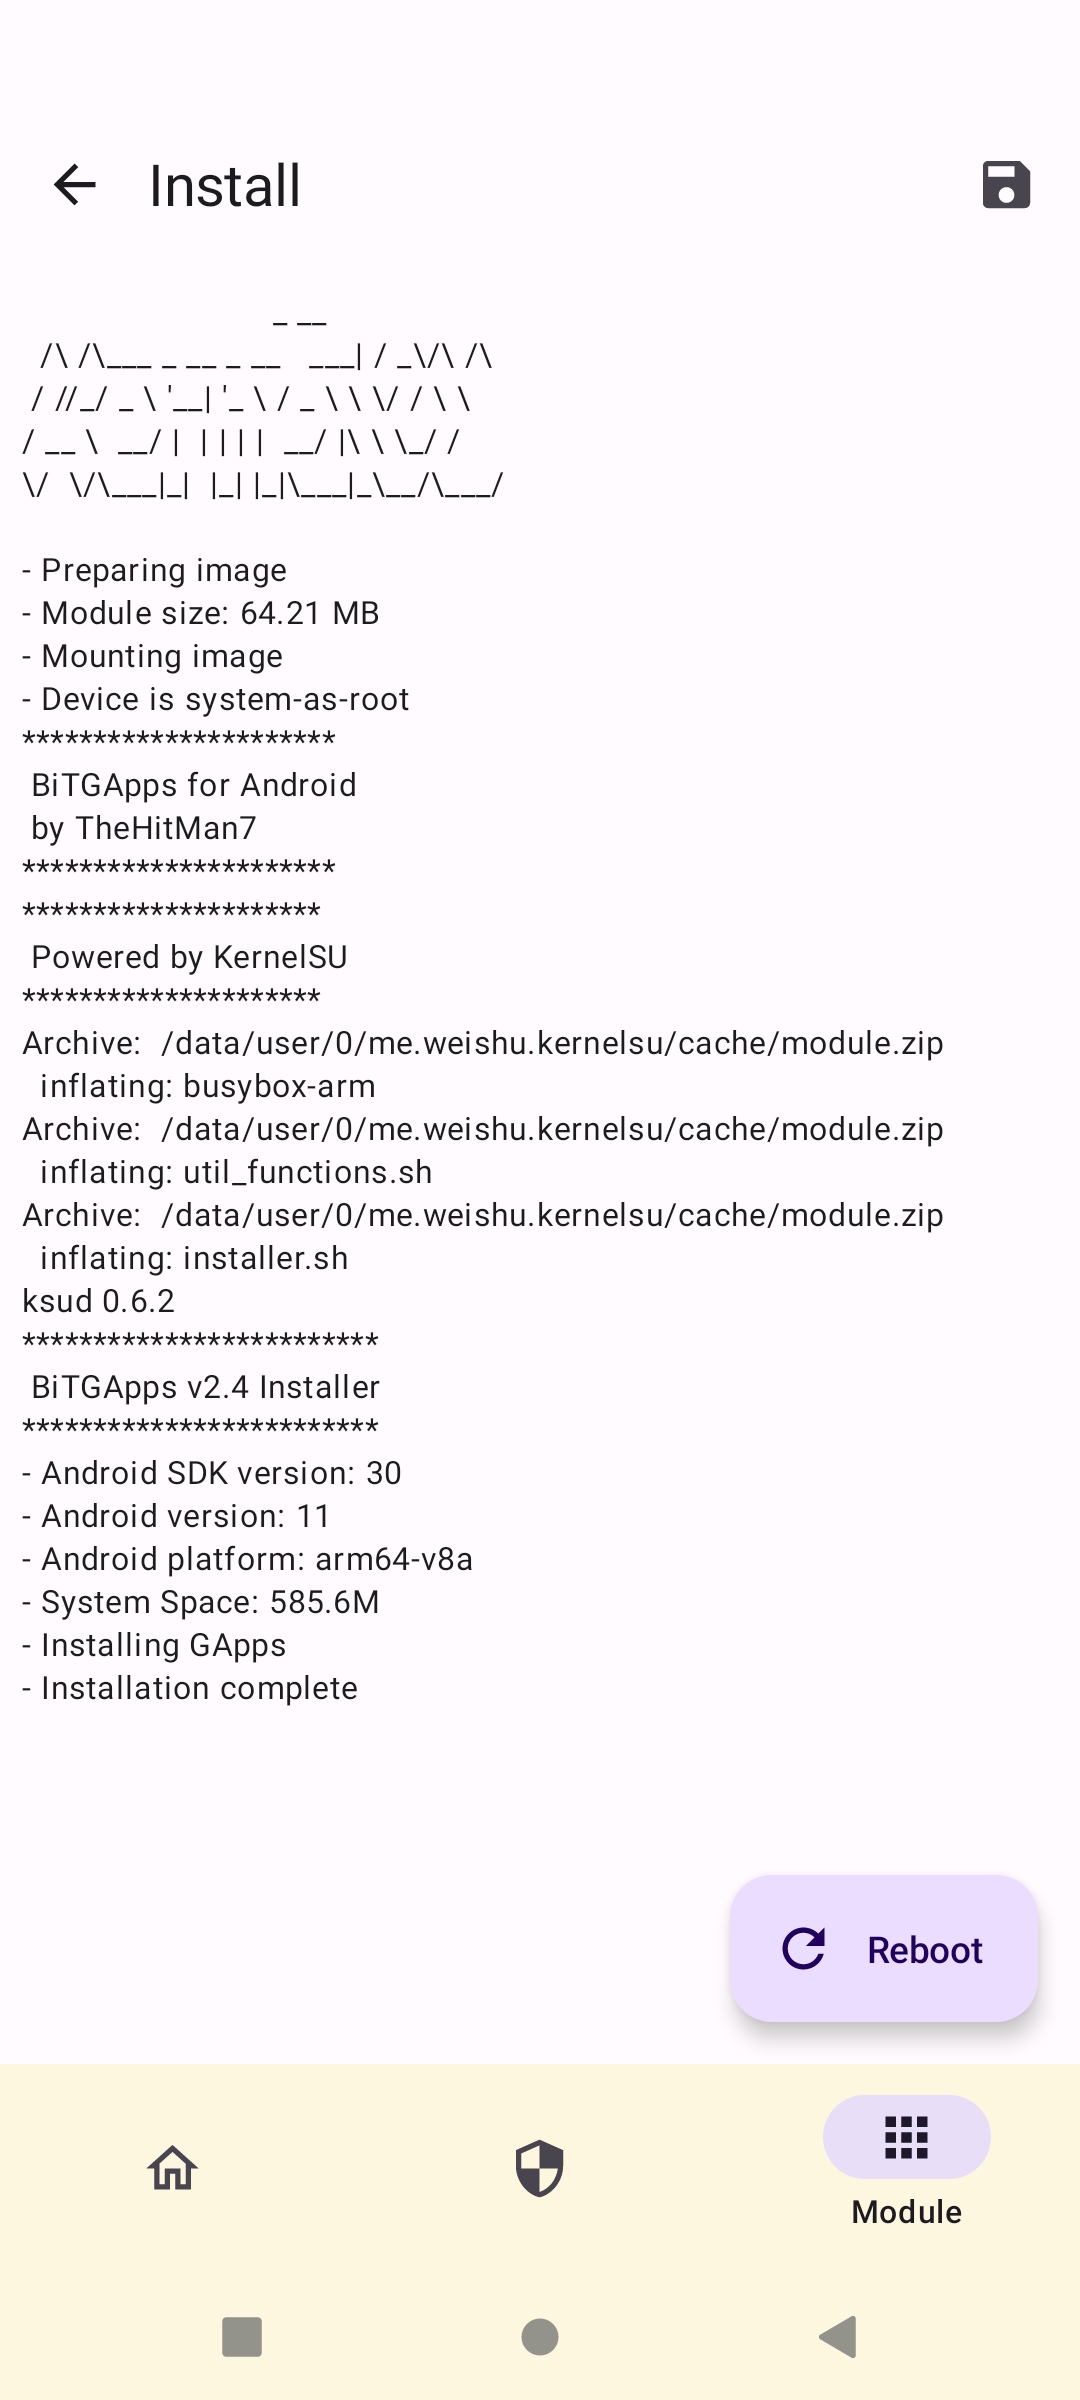 Install
                           _ __
  /\ /\___ _ __ _ __   ___| / _\/\ /\
 / //_/ _ \ '__| '_ \ / _ \ \ \/ / \ \
/ __ \  __/ |  | | | |  __/ |\ \ \_/ /
\/  \/\___|_|  |_| |_|\___|_\__/\___/
- Preparing image
- Module size: 64.21 MB
- Mounting image
- Device is system-as-root
**********************
 BiTGApps for Android
 by TheHitMan7
**********************
*********************
 Powered by KernelSU
*********************
Archive:  /data/user/0/me.weishu.kernelsu/cache/module.zip
  inflating: busybox-arm
Archive:  /data/user/0/me.weishu.kernelsu/cache/module.zip
  inflating: util_functions.sh
Archive:  /data/user/0/me.weishu.kernelsu/cache/module.zip
  inflating: installer.sh
ksud 0.6.2
*************************
 BiTGApps v2.4 Installer
*************************
- Android SDK version: 30
- Android version: 11
- Android platform: arm64-v8a
- System Space: 585.6M
- Installing GApps
- Installation complete
Reboot
Module